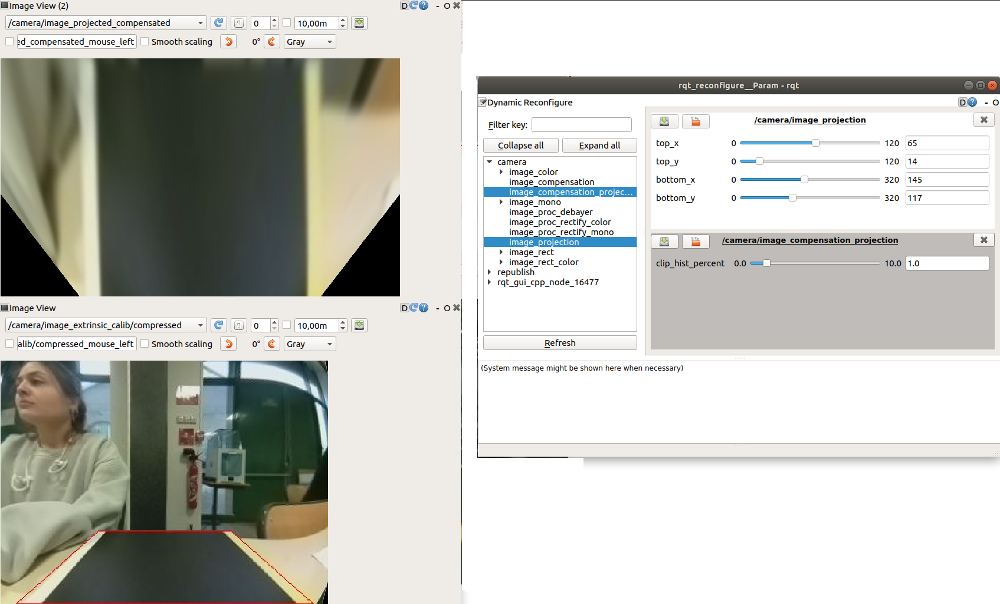 Image View (2)
D - O
/camera/image_projected_compensated 0 10,00m
ed_compensated_mouse_left Smooth scaling 0° Gray
Image View
D - O
/camera/image_extrinsic_calib/compressed 0 10,00m
alib/compressed_mouse_left Smooth scaling 0° Gray
rqt_reconfigure__Param - rqt
Dynamic Reconfigure
D - O
Filter key:
Collapse all Expand all
camera
image_color
image_compensation
image_compensation_projec...
image_mono
image_proc_debayer
image_proc_rectify_color
image_proc_rectify_mono
image_projection
image_rect
image_rect_color
republish
rqt_gui_cpp_node_16477
Refresh
/camera/image_projection
top_x 0 120 65
top_y 0 120 14
bottom_x 0 320 145
bottom_y 0 320 117
/camera/image_compensation_projection
clip_hist_percent 0.0 10.0 1.0
(System message might be shown here when necessary)